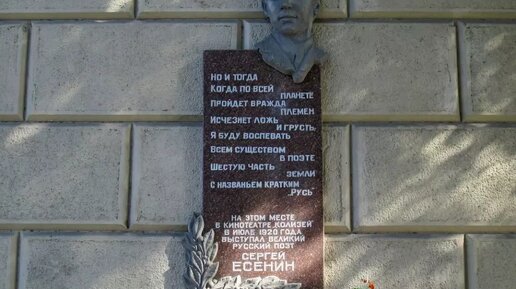 НО И ТОГДА
КОГДА ПО ВСЕЙ
ПЛАНЕТЕ
ПРОЙДЕТ ВРАЖДА
ПЛЕМЕН
ИСЧЕЗНЕТ ЛОЖЬ
И ГРУСТЬ,
Я БУДУ ВОСПЕВАТЬ
ВСЕМ СУЩЕСТВОМ
В ПОЭТЕ
ШЕСТУЮ ЧАСТЬ
ЗЕМЛИ
С НАЗВАНЬЕМ КРАТКИМ
„РУСЬ"
НА ЭТОМ МЕСТЕ
В КИНОТЕАТРЕ „КОЛИЗЕЙ"
В ИЮЛЕ 1920 ГОДА
ВЫСТУПАЛ ВЕЛИКИЙ
РУССКИЙ ПОЭТ
СЕРГЕЙ
ЕСЕНИН